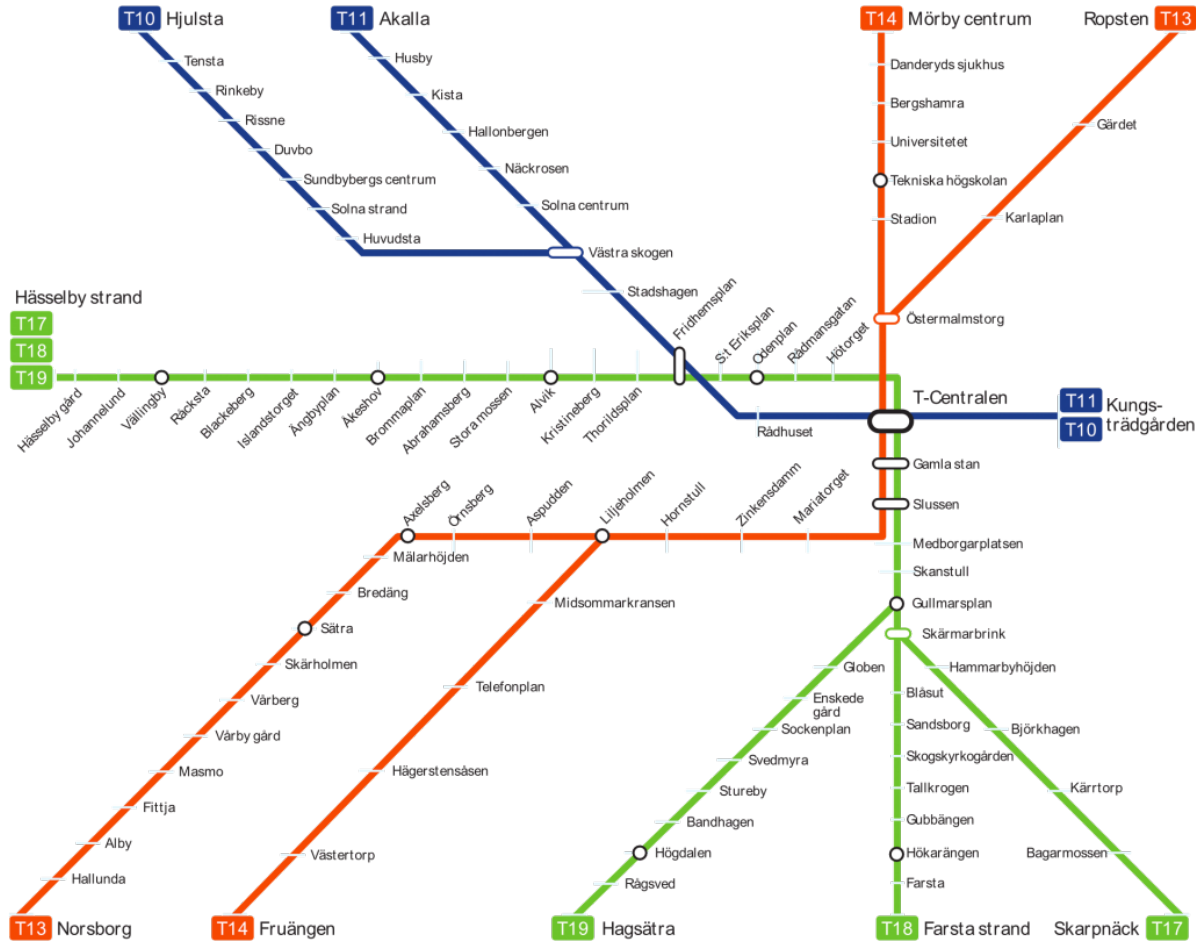 T10 Hjulsta
T11 Akalla
T14 Mörby centrum
Ropsten T13
Tensta
Rinkeby
Rissne
Duvbo
Sundbybergs centrum
Solna strand
Huvudsta
Husby
Kista
Hallonbergen
Näckrosen
Solna centrum
Västra skogen
Stadshagen
Fridhemsplan
Danderyds sjukhus
Bergshamra
Universitetet
Tekniska högskolan
Stadion
Gärdet
Karlaplan
Östermalmstorg
Hässelby strand
T17
T18
T19
Hässelby gård
Johannelund
Vällingby
Råcksta
Blackeberg
Islandstorget
Ängbyplan
Åkeshov
Brommaplan
Abrahamsberg
Stora mossen
Alvik
Kristineberg
Thorildsplan
S:t Eriksplan
Odenplan
Rådmansgatan
Hötorget
T-Centralen
Rådhuset
T11
T10
Kungs-
trädgården
Gamla stan
Slussen
Medborgarplatsen
Skanstull
Gullmarsplan
Skärmarbrink
Axelsberg
Örnsberg
Aspudden
Liljeholmen
Hornstull
Zinkensdamm
Mariatorget
Mälarhöjden
Bredäng
Sätra
Skärholmen
Vårberg
Vårby gård
Masmo
Fittja
Alby
Hallunda
Midsommarkransen
Telefonplan
Hägerstensåsen
Västertorp
Globen
Enskede
gård
Sockenplan
Svedmyra
Stureby
Bandhagen
Högdalen
Rågsved
Hammarbyhöjden
Blåsut
Sandsborg
Skogskyrkogården
Tallkrogen
Gubbängen
Hökarängen
Farsta
Björkhagen
Kärrtorp
Bagarmossen
T13 Norsborg
T14 Fruängen
T19 Hagsätra
T18 Farsta strand
Skarpnäck T17